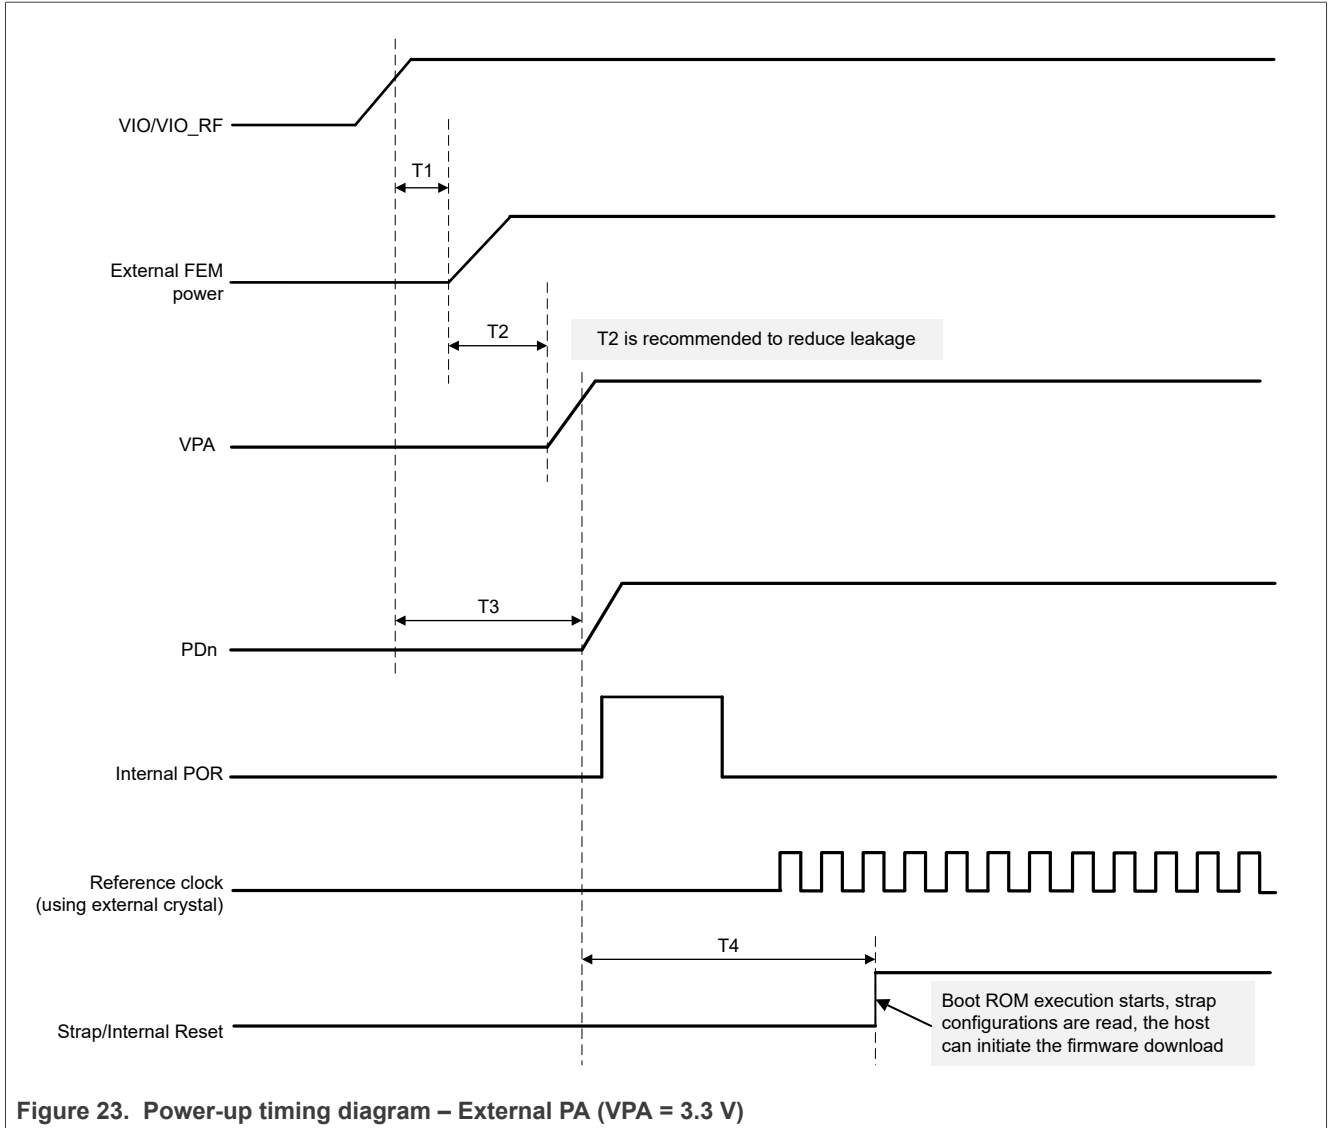 VIO/VIO_RF
T1
External FEM
power
T2
T2 is recommended to reduce leakage
VPA
T3
PDn
Internal POR
Reference clock
(using external crystal)
T4
Strap/Internal Reset
Boot ROM execution starts, strap
configurations are read, the host
can initiate the firmware download
Figure 23. Power-up timing diagram – External PA (VPA = 3.3 V)